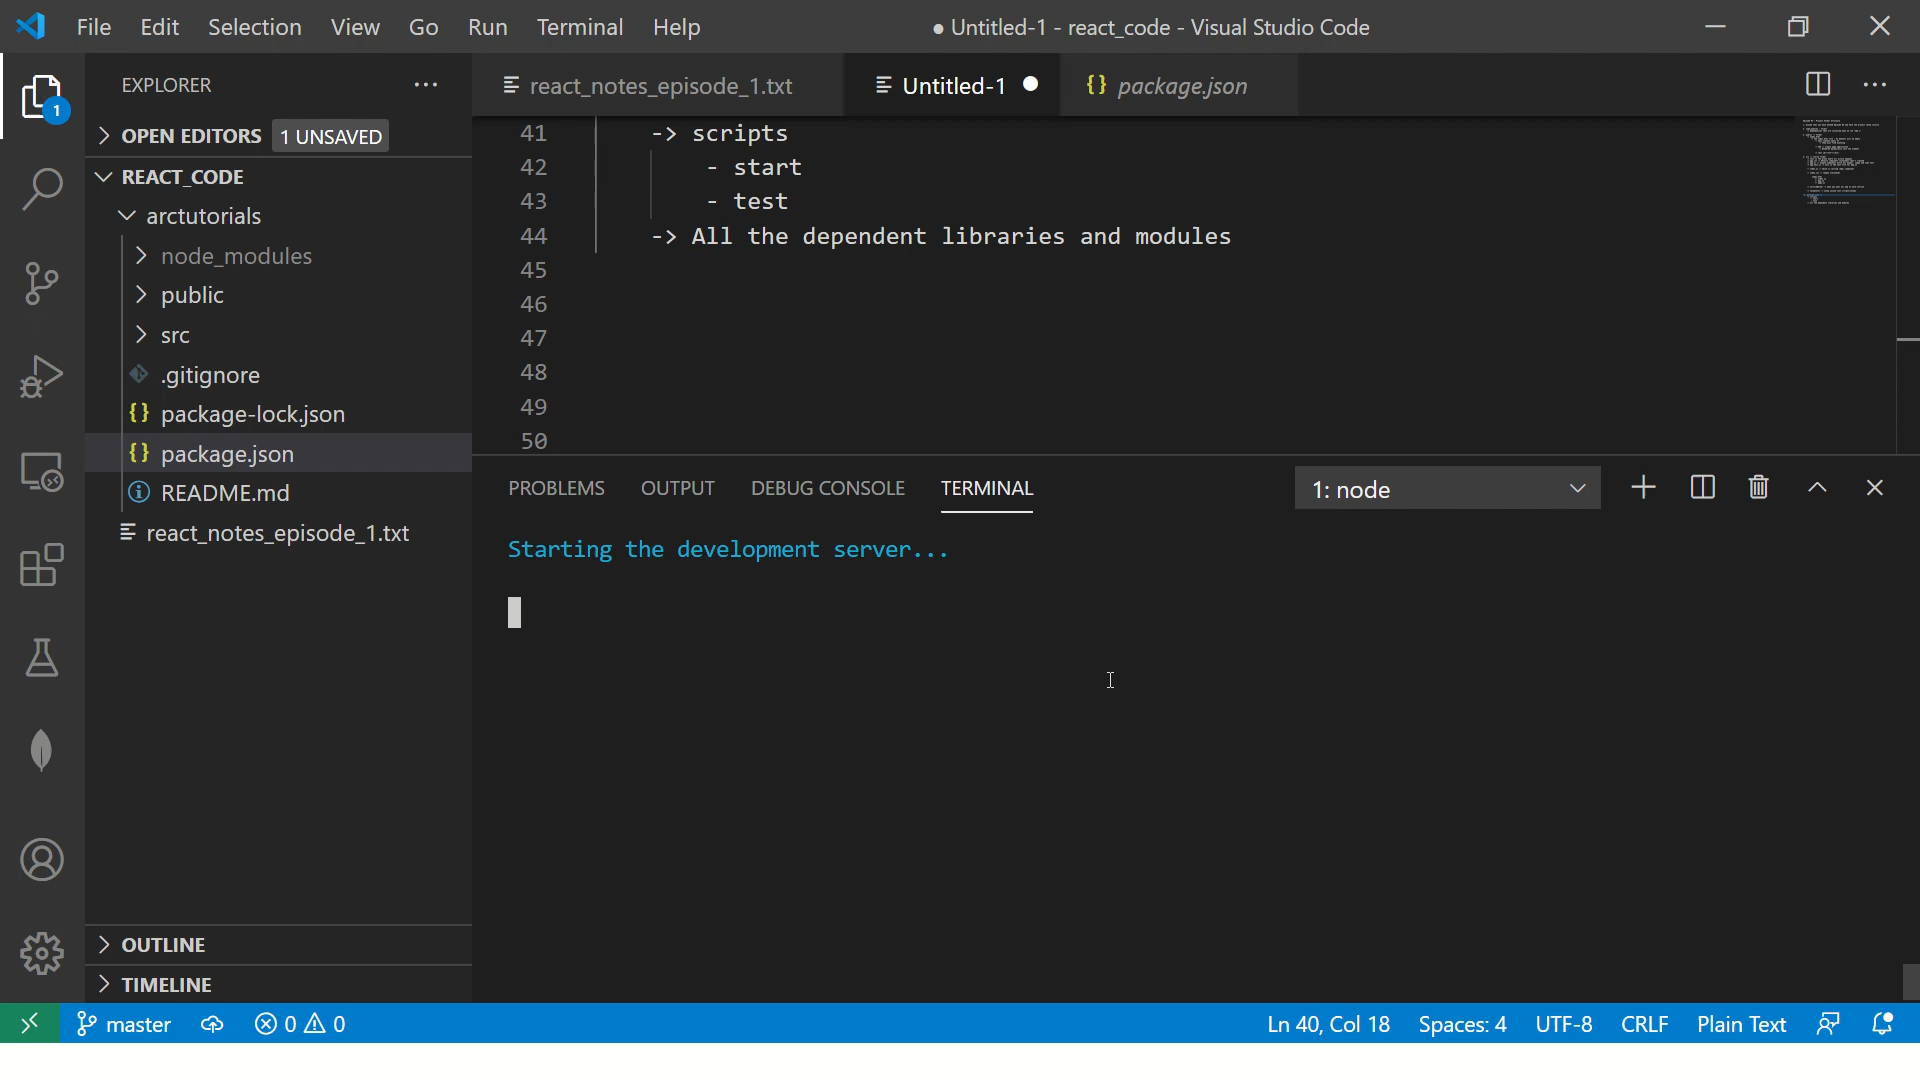 File Edit Selection View Go Run Terminal Help
● Untitled-1 - react_code - Visual Studio Code
EXPLORER
1
OPEN EDITORS 1 UNSAVED
REACT_CODE
arctutorials
node_modules
public
src
.gitignore
package-lock.json
package.json
README.md
react_notes_episode_1.txt
OUTLINE
TIMELINE
react_notes_episode_1.txt Untitled-1 ● {} package.json
41 -> scripts
42 - start
43 - test
44 -> All the dependent libraries and modules
45
46
47
48
49
50
PROBLEMS OUTPUT DEBUG CONSOLE TERMINAL 1: node
Starting the development server...
master 0 0 Ln 40, Col 18 Spaces: 4 UTF-8 CRLF Plain Text